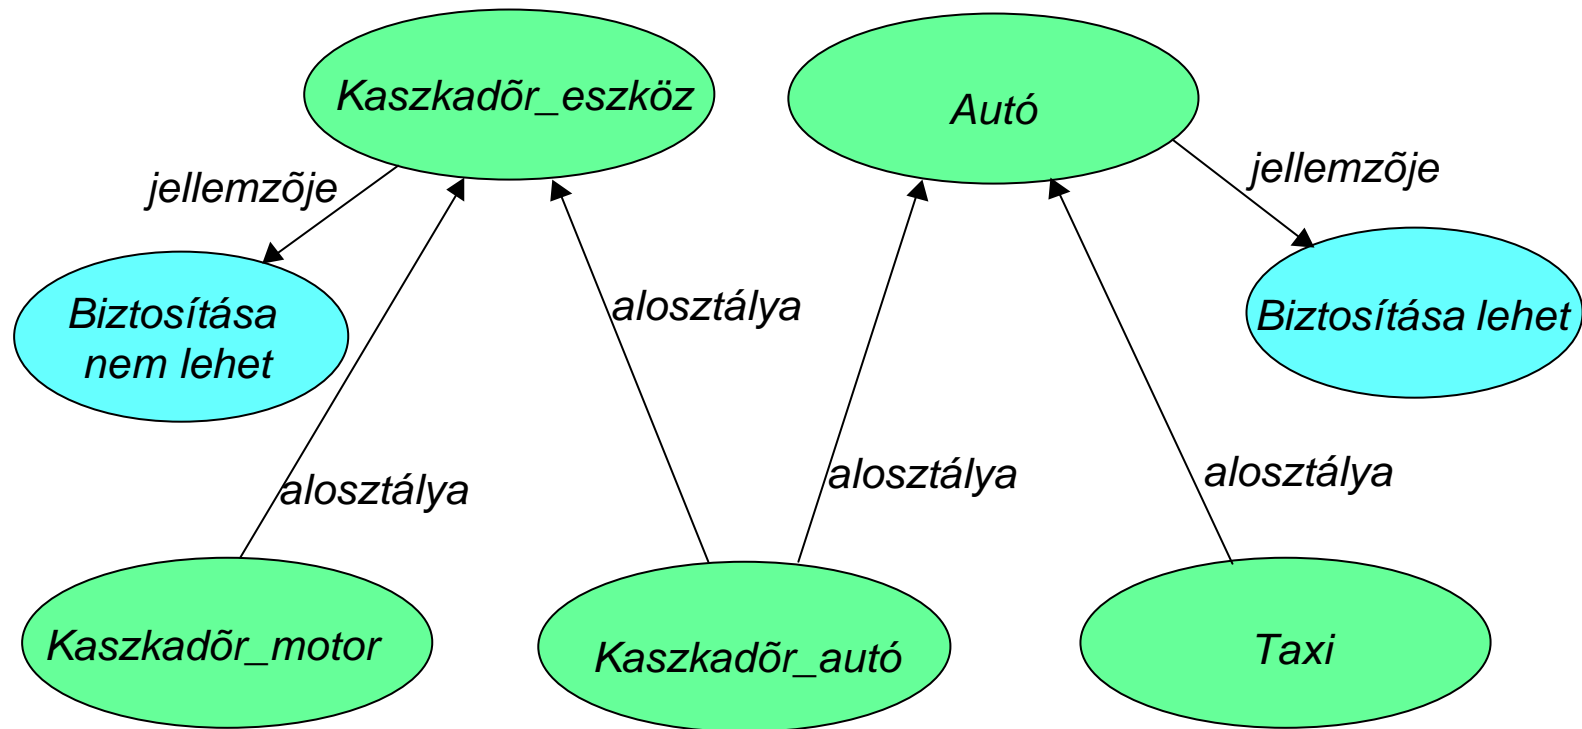 Kaszkadõr_eszköz
Autó
jellemzõje
jellemzõje
Biztosítása
nem lehet
alosztálya
Biztosítása lehet
alosztálya
alosztálya
alosztálya
Kaszkadõr_motor
Kaszkadõr_autó
Taxi